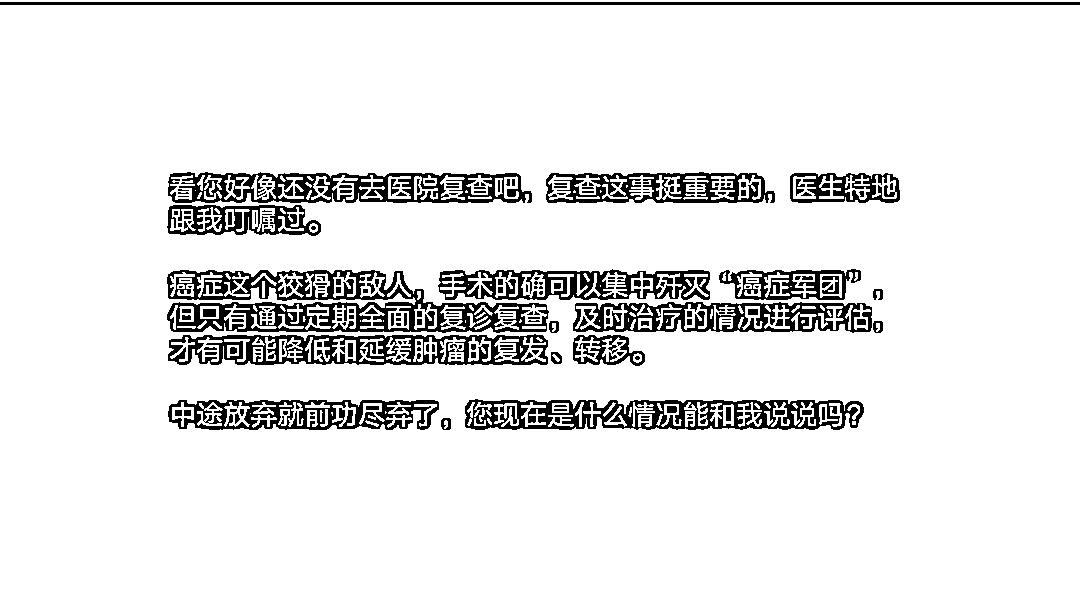 看您好像还没有去医院复查吧，复查这事挺重要的，医生特地
跟我叮嘱过。
癌症这个狡猾的敌人，手术的确可以集中歼灭“癌症军团”，
但只有通过定期全面的复诊复查，及时治疗的情况进行评估，
才有可能降低和延缓肿瘤的复发、转移。
中途放弃就前功尽弃了，您现在是什么情况能和我说说吗？